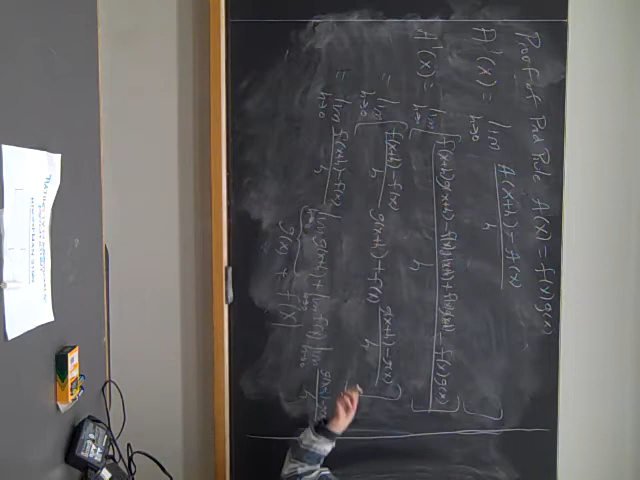 Proof of Prod Rule A(x) = f(x)g(x)
A'(x) = lim h→0 A(x+h) - A(x) / h
A'(x) = lim h→0 [ f(x+h)g(x+h) - f(x)g(x+h) + f(x)g(x+h) - f(x)g(x) / h ]
= lim h→0 [ f(x+h) - f(x) / h g(x+h) + f(x) g(x+h) - g(x) / h ]
= lim h→0 f(x+h) - f(x) / h lim h→0 g(x+h) + lim h→0 f(x) lim h→0 g(x+h) - g(x) / h
g(x) + f(x)